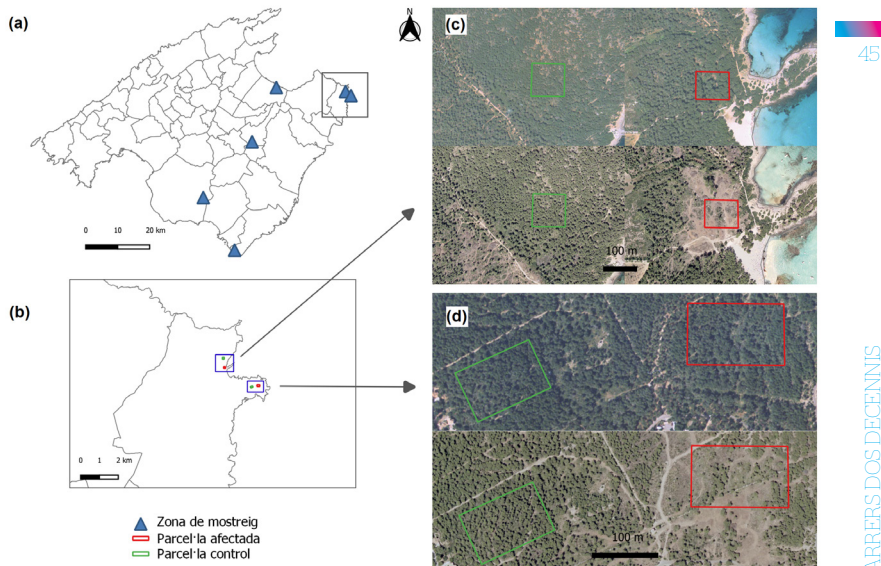 (a)
N
0 10 20 km
(b)
0 1 2 km
Zona de mostreig
Parcel·la afectada
Parcel·la control
(c)
100 m
(d)
100 m
45
ARRERS DOS DECENNIS